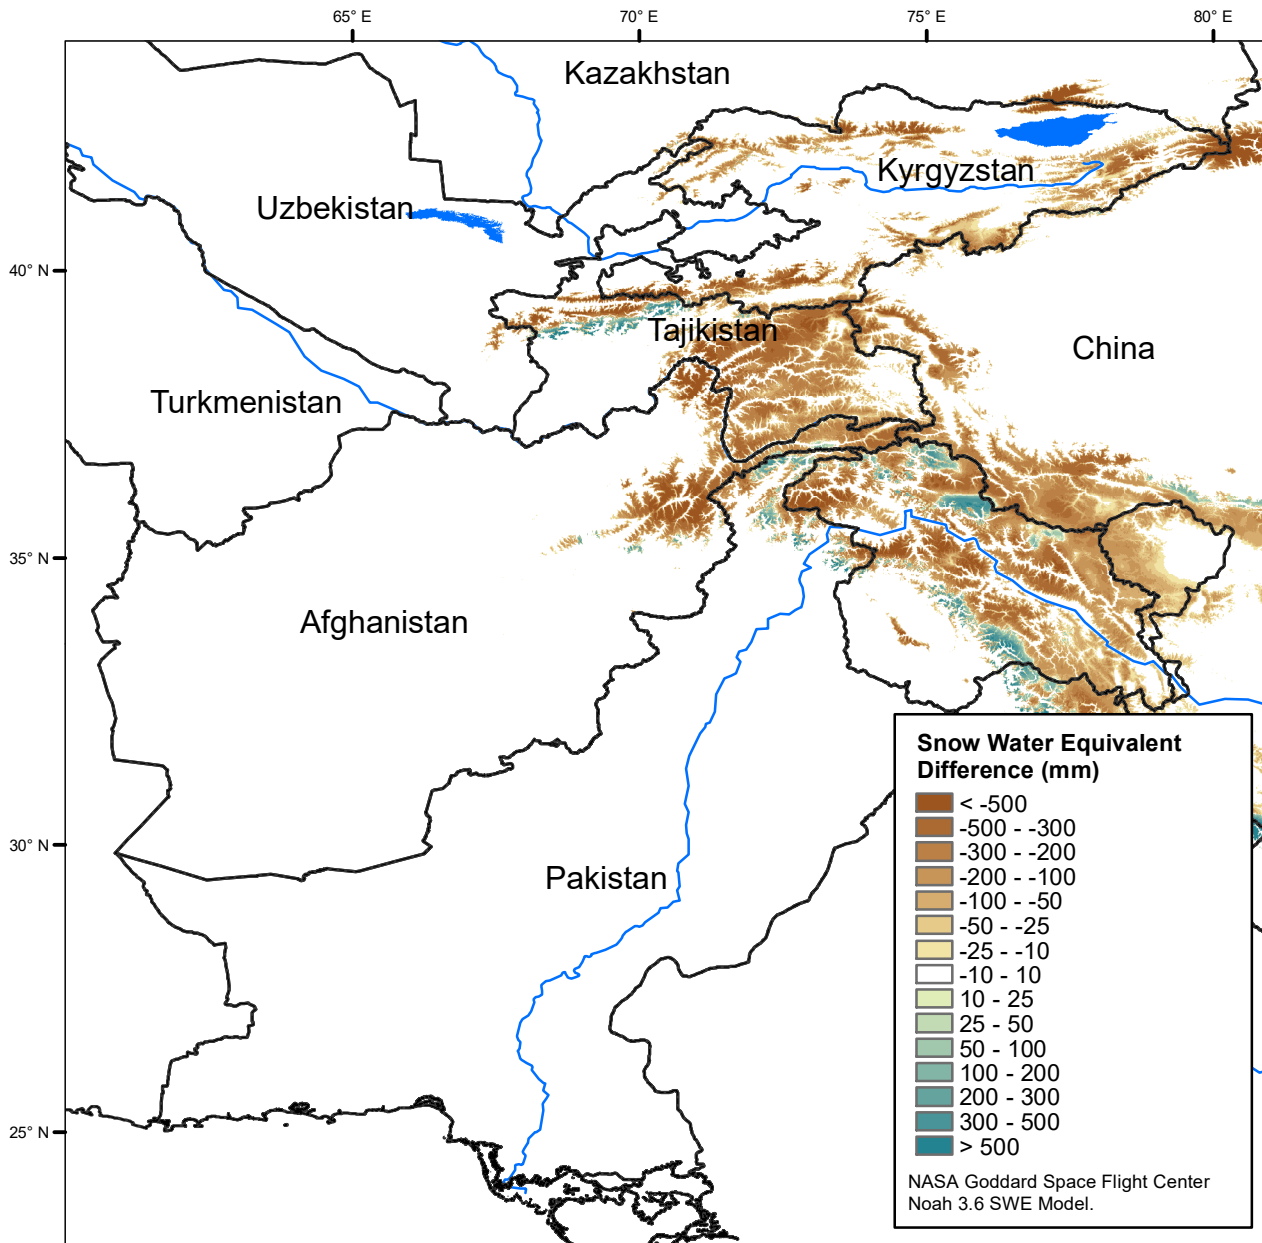 65° E
70° E
75° E
80° E
Kazakhstan
Kyrgyzstan
Uzbekistan
40° N
Tajikistan
China
Turkmenistan
35° N
Afghanistan
Snow Water Equivalent
Difference (mm)
< -500
-500 - -300
-300 - -200
-200 - -100
-100 - -50
-50 - -25
-25 - -10
-10 - 10
10 - 25
25 - 50
50 - 100
100 - 200
200 - 300
300 - 500
> 500
NASA Goddard Space Flight Center
Noah 3.6 SWE Model.
30° N
Pakistan
25° N